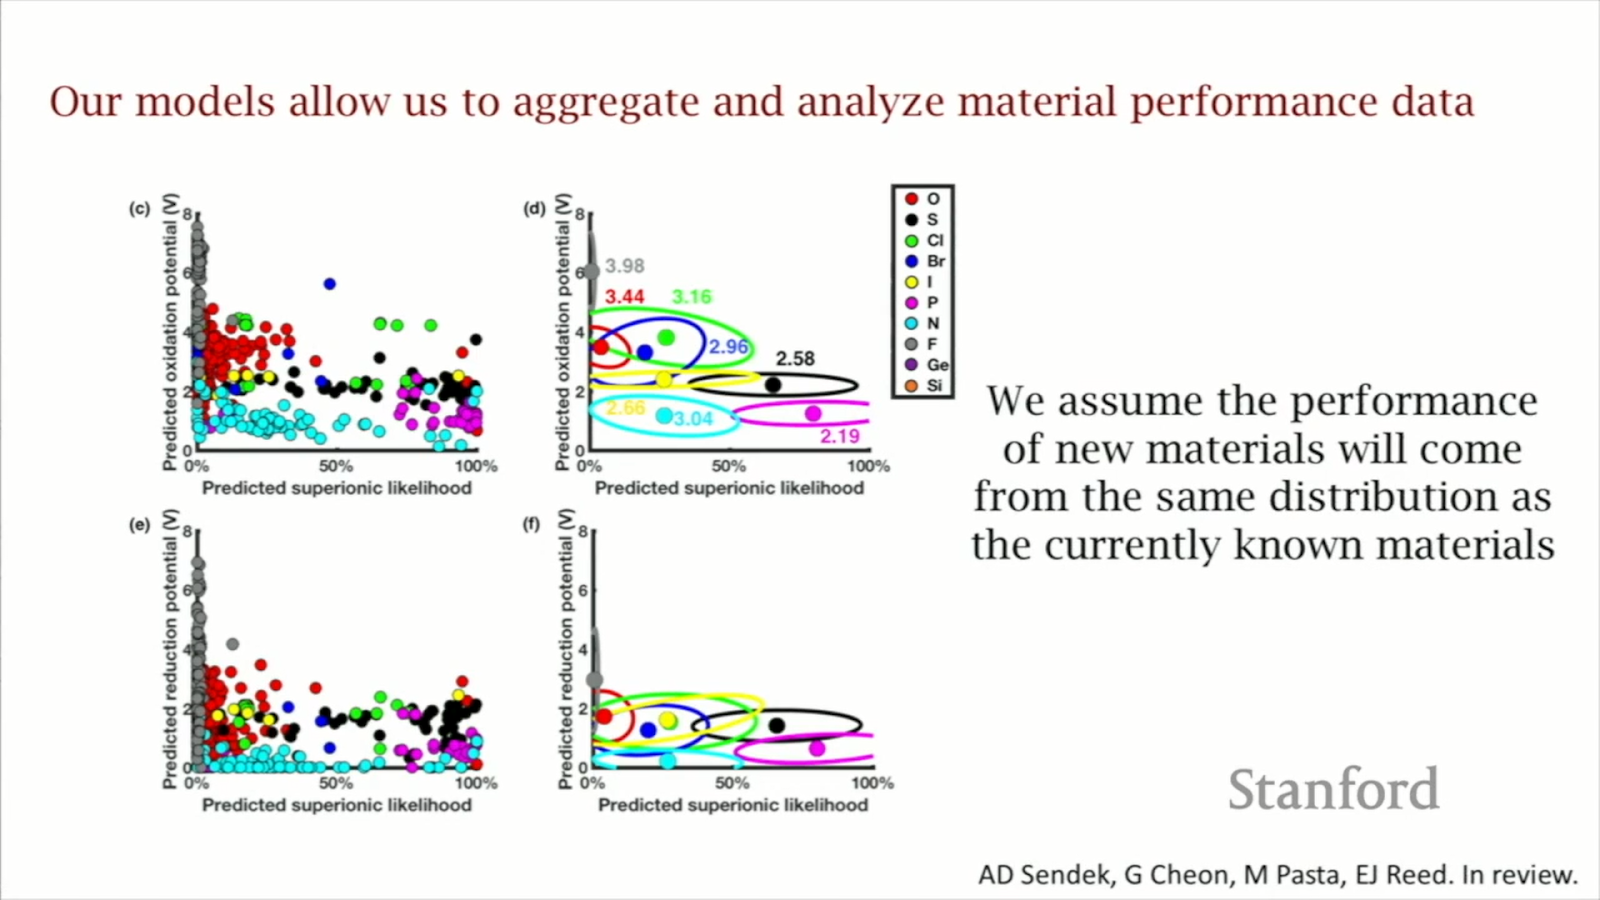 Our models allow us to aggregate and analyze material performance data
(c)
Predicted oxidation potential (V)
8
6
4
2
0
0%
50%
100%
Predicted superionic likelihood
(d)
Predicted oxidation potential (V)
8
6
4
2
0
3.98
3.44
3.16
2.96
2.58
2.66
3.04
2.19
0%
50%
100%
Predicted superionic likelihood
O
S
Cl
Br
I
P
N
F
Ge
Si
We assume the performance
of new materials will come
from the same distribution as
the currently known materials
(e)
Predicted reduction potential (V)
8
6
4
2
0
0%
50%
100%
Predicted superionic likelihood
(f)
Predicted reduction potential (V)
8
6
4
2
0
0%
50%
100%
Predicted superionic likelihood
Stanford
AD Sendek, G Cheon, M Pasta, EJ Reed. In review.